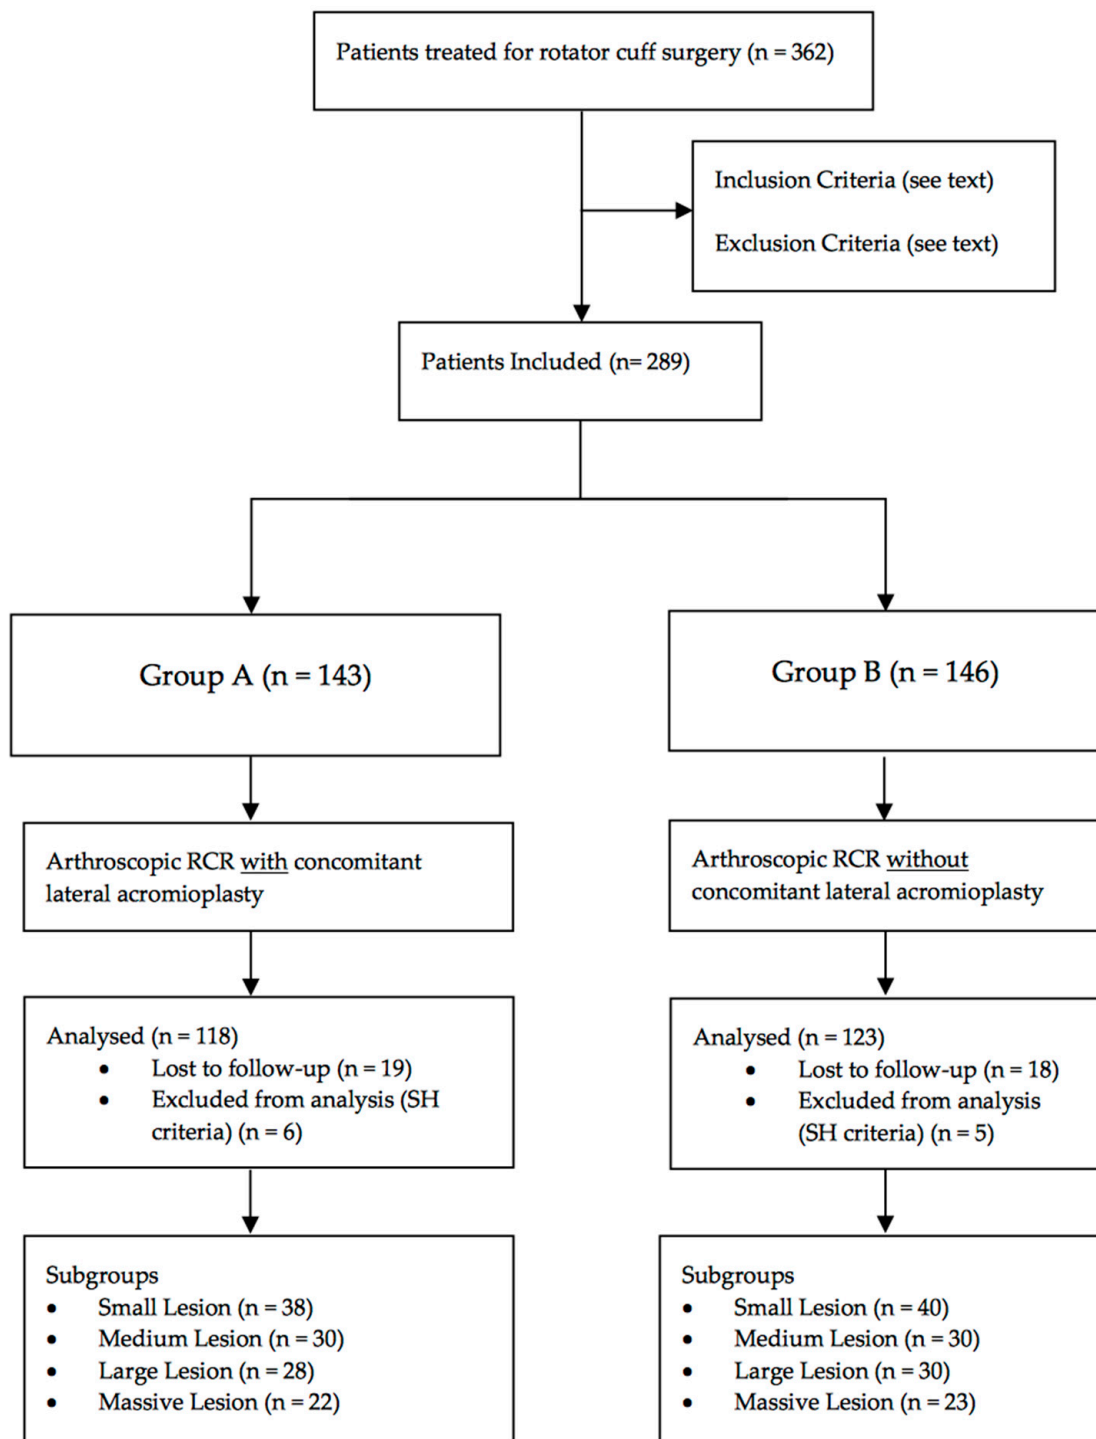 Patients treated for rotator cuff surgery (n = 362)
Inclusion Criteria (see text)
Exclusion Criteria (see text)
Patients Included (n= 289)
Group A (n = 143)
Group B (n = 146)
Arthroscopic RCR with concomitant
lateral acromioplasty
Arthroscopic RCR without
concomitant lateral acromioplasty
Analysed (n = 118)
• Lost to follow-up (n = 19)
• Excluded from analysis (SH
criteria) (n = 6)
Analysed (n = 123)
• Lost to follow-up (n = 18)
• Excluded from analysis
(SH criteria) (n = 5)
Subgroups
• Small Lesion (n = 38)
• Medium Lesion (n = 30)
• Large Lesion (n = 28)
• Massive Lesion (n = 22)
Subgroups
• Small Lesion (n = 40)
• Medium Lesion (n = 30)
• Large Lesion (n = 30)
• Massive Lesion (n = 23)